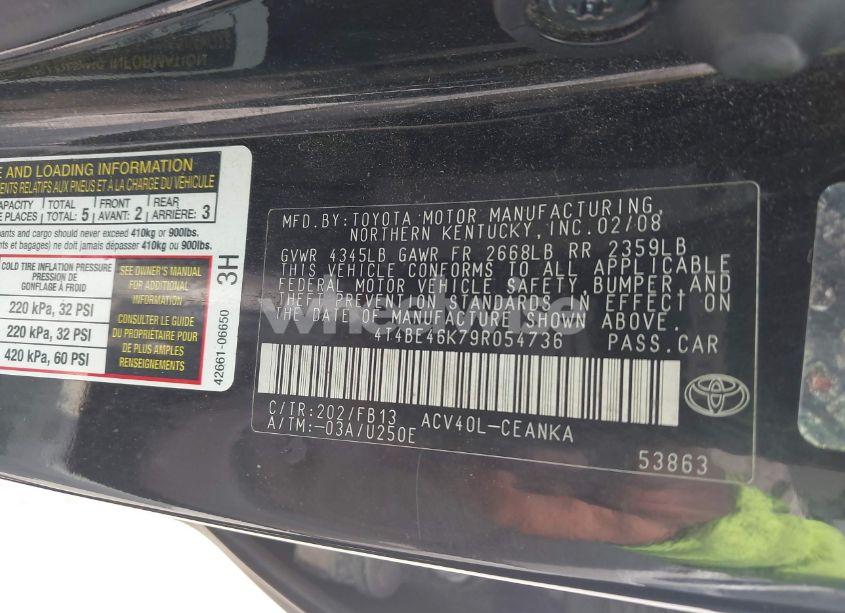 E AND LOADING INFORMATION
ENTS RELATIFS AUX PNEUS ET À LA CHARGE DU VÉHICULE
CAPACITY TOTAL FRONT REAR
E PLACES TOTAL: 5 AVANT: 2 ARRIÈRE: 3
pants and cargo should never exceed 410kg or 900lbs.
nts et bagages) ne doit jamais dépasser 410kg ou 900lbs.
COLD TIRE INFLATION PRESSURE
PRESSION DE
GONFLAGE À FROID
220 kPa, 32 PSI
220 kPa, 32 PSI
420 kPa, 60 PSI
SEE OWNER'S MANUAL
FOR ADDITIONAL
INFORMATION
CONSULTER LE GUIDE
DU PROPRIÉTAIRE POUR
DE PLUS AMPLES
RENSEIGNEMENTS
42661-06650 3H
MFD. BY: TOYOTA MOTOR MANUFACTURING,
NORTHERN KENTUCKY, INC. 02/08
GVWR 4345LB GAWR FR 2668LB RR 2359LB
THIS VEHICLE CONFORMS TO ALL APPLICABLE
FEDERAL MOTOR VEHICLE SAFETY, BUMPER, AND
THEFT PREVENTION STANDARDS IN EFFECT ON
THE DATE OF MANUFACTURE SHOWN ABOVE.
4T4BE46K79R054736 PASS.CAR
C/TR:202/FB13 ACV40L-CEANKA
A/TM:-03A/U250E
53863